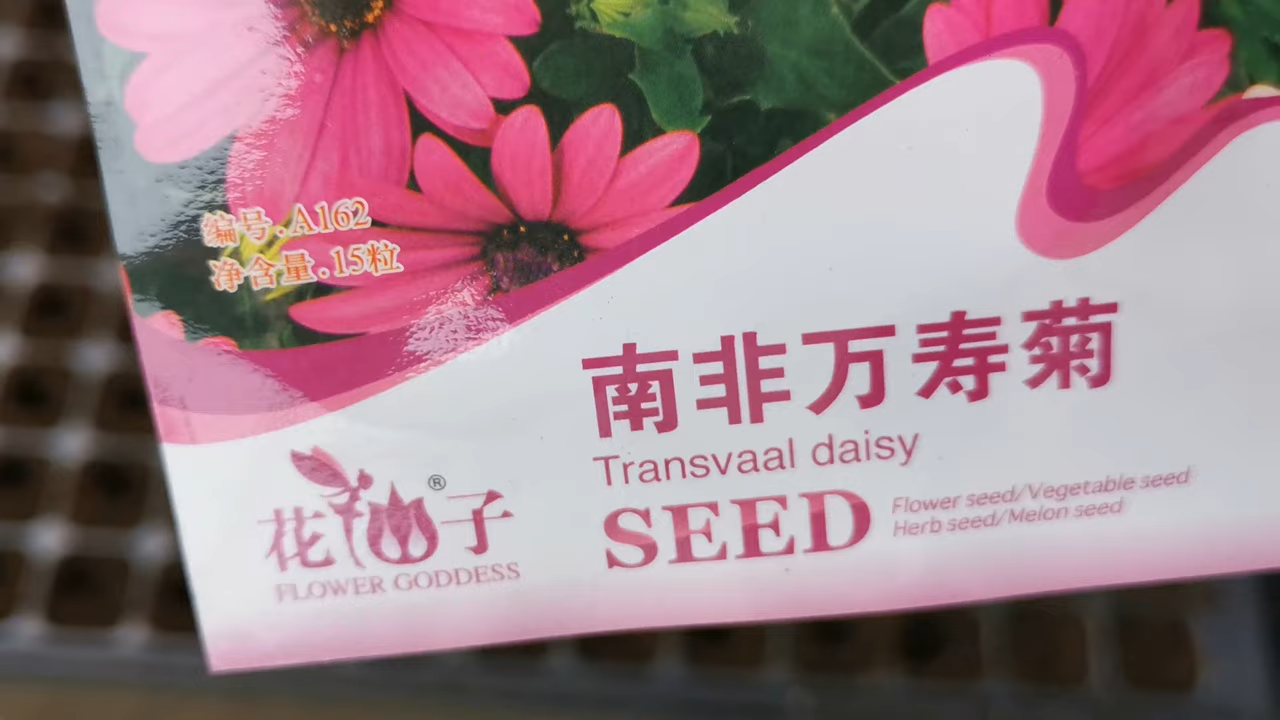 编号.A162
净含量.15粒
南非万寿菊
Transvaal daisy
SEED
Flower seed/Vegetable seed
Herb seed/Melon seed
花仙子®
FLOWER GODDESS